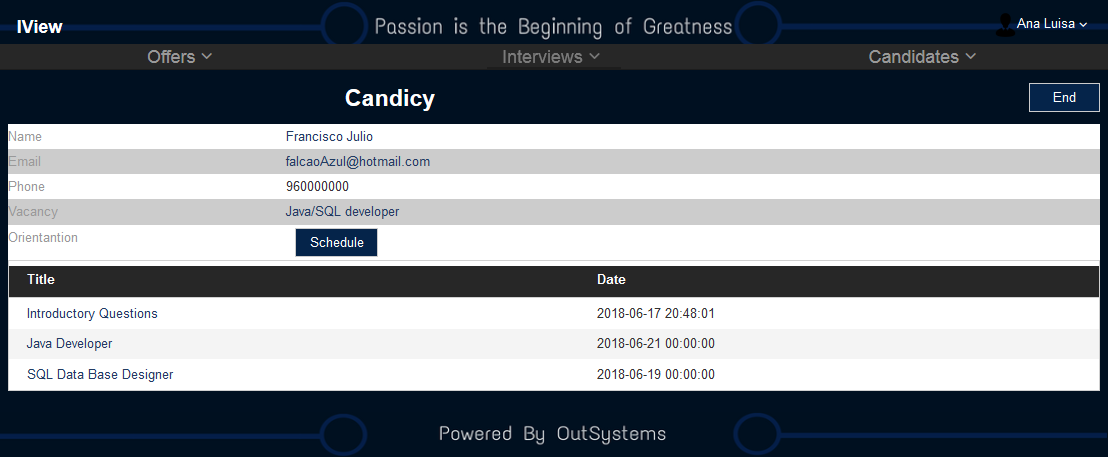 IView Passion is the Beginning of Greatness Ana Luisa
Offers Interviews Candidates
Candicy End
Name Francisco Julio
Email falcaoAzul@hotmail.com
Phone 960000000
Vacancy Java/SQL developer
Orientantion Schedule
Title Date
Introductory Questions 2018-06-17 20:48:01
Java Developer 2018-06-21 00:00:00
SQL Data Base Designer 2018-06-19 00:00:00
Powered By OutSystems